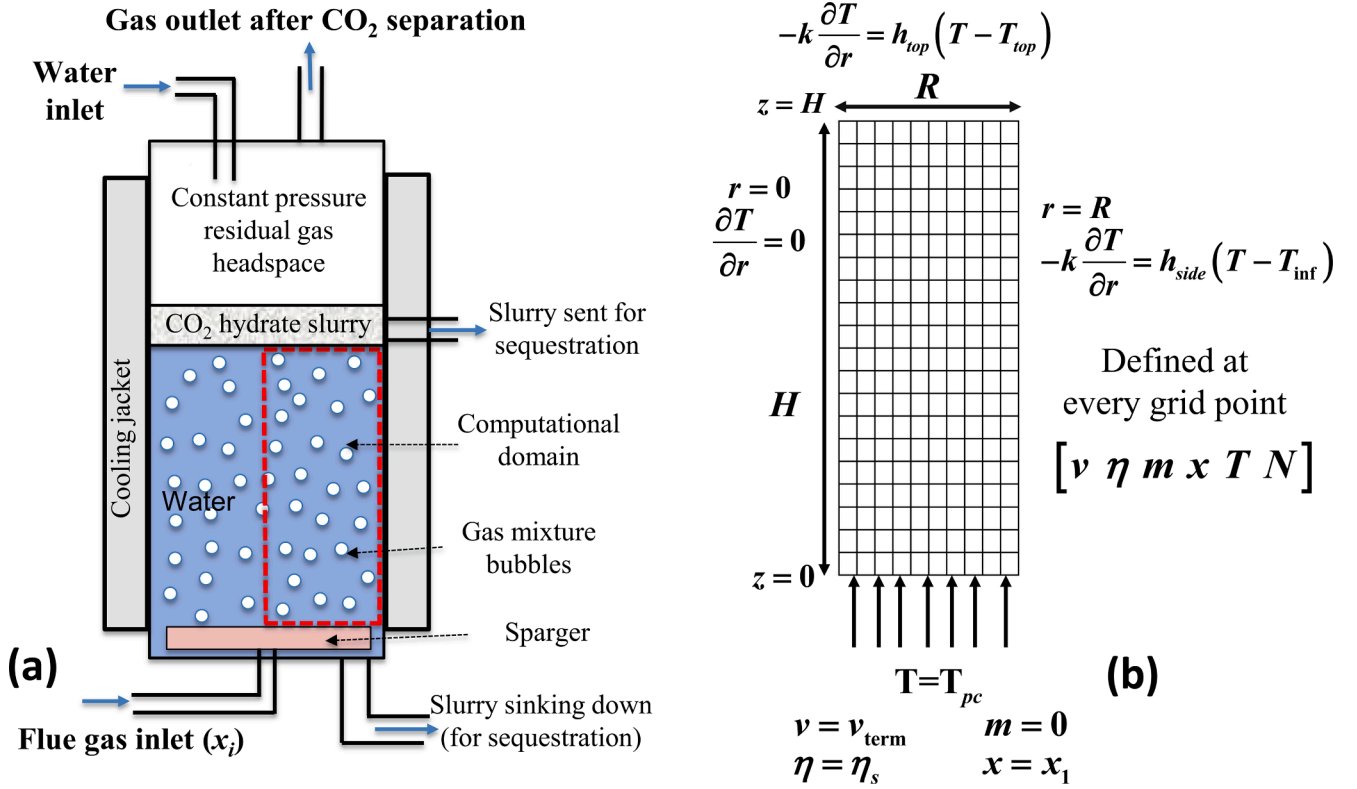 Gas outlet after CO₂ separation
Water
inlet
Constant pressure
residual gas
headspace
CO₂ hydrate slurry
Slurry sent for
sequestration
Cooling jacket
Computational
domain
Water
Gas mixture
bubbles
Sparger
(a)
Flue gas inlet (xᵢ)
Slurry sinking down
(for sequestration)
−k ∂T/∂r = h_top (T − T_top)
R
z = H
r = 0
∂T/∂r = 0
r = R
−k ∂T/∂r = h_side (T − T_inf)
H
Defined at
every grid point
[v η m x T N]
z = 0
T=T_pc
(b)
v = v_term m = 0
η = η_s x = x₁